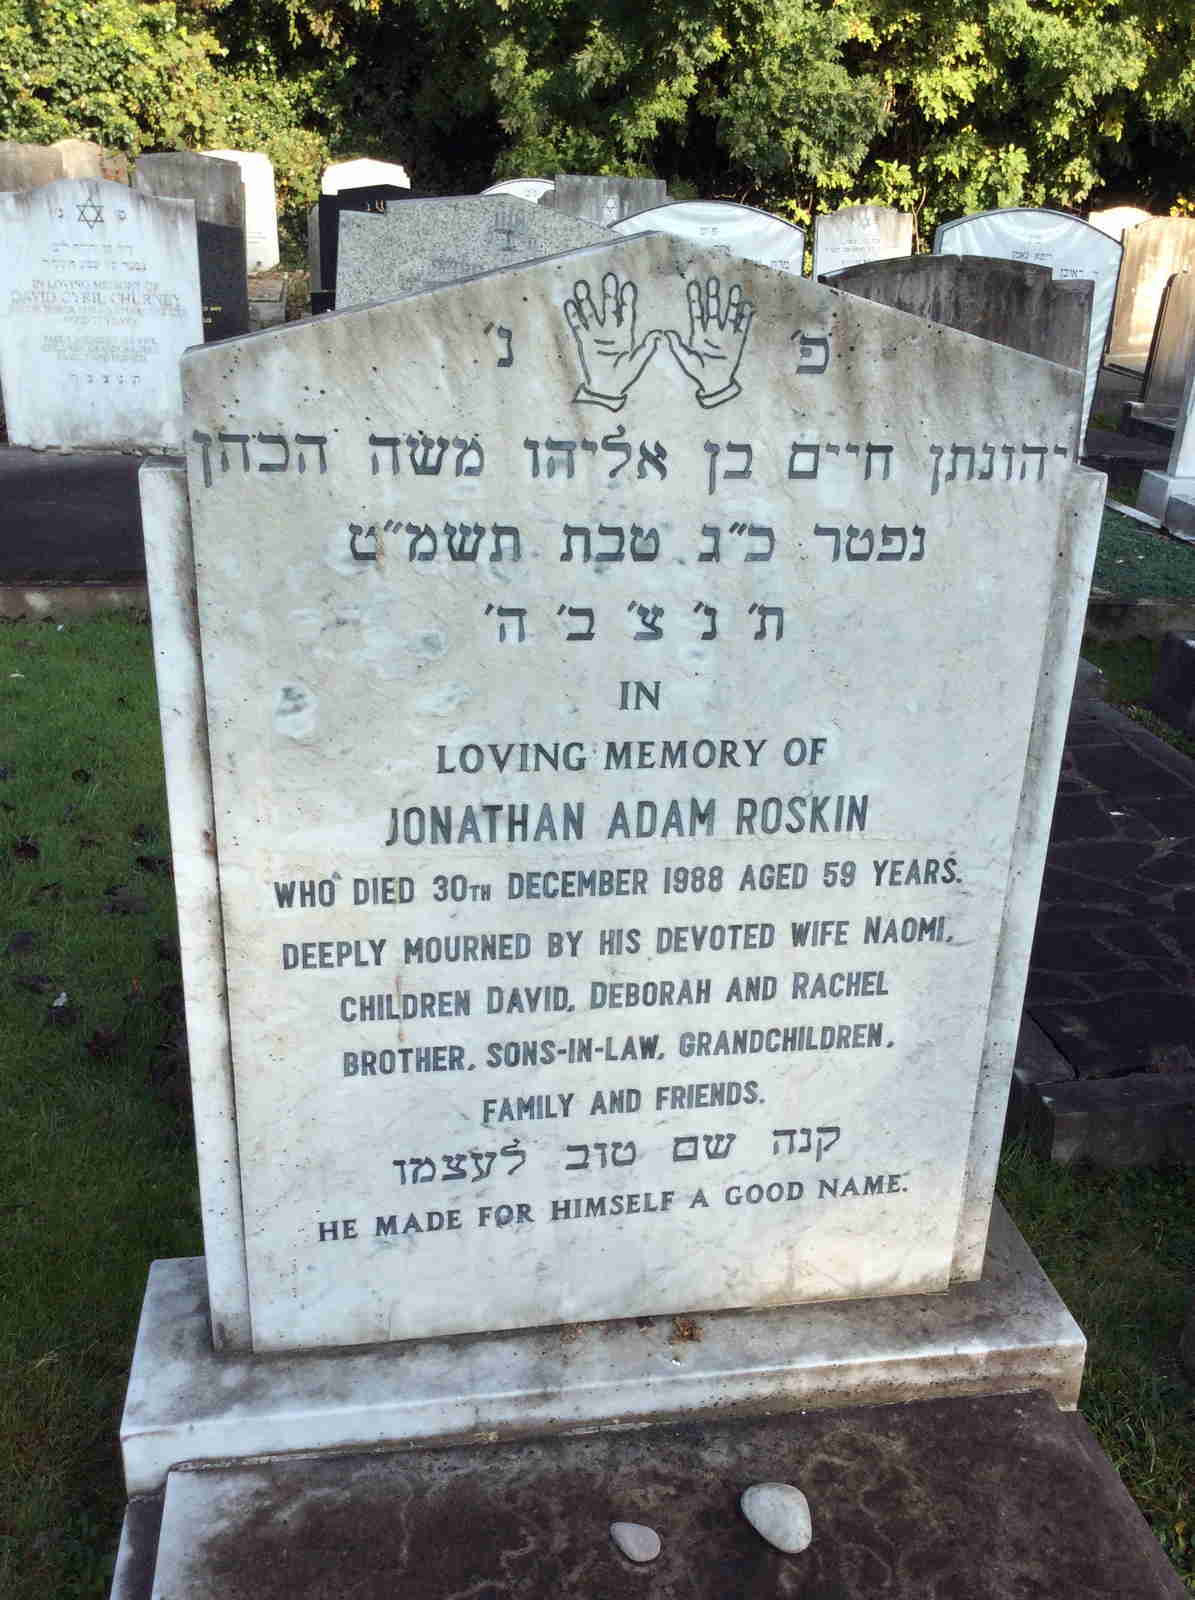 פ׳ נ׳
יהונתן חיים בן אליהו משה הכהן
נפטר כ״ג טבת תשמ״ט
ת׳ נ׳ צ׳ ב׳ ה׳
IN
LOVING MEMORY OF
JONATHAN ADAM ROSKIN
WHO DIED 30TH DECEMBER 1988 AGED 59 YEARS.
DEEPLY MOURNED BY HIS DEVOTED WIFE NAOMI,
CHILDREN DAVID, DEBORAH AND RACHEL
BROTHER, SONS-IN-LAW, GRANDCHILDREN,
FAMILY AND FRIENDS.
קנה שם טוב לעצמו
HE MADE FOR HIMSELF A GOOD NAME.
פ נ
IN LOVING MEMORY OF
DAVID CYRIL